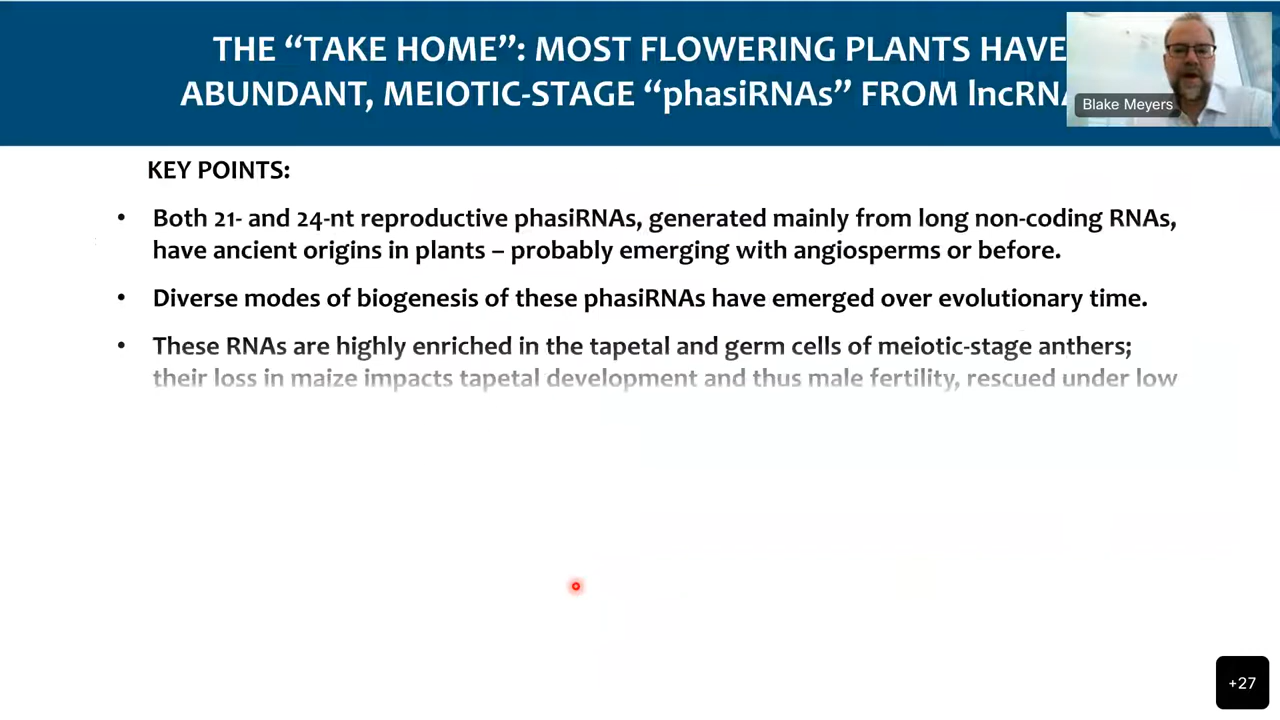 THE “TAKE HOME”: MOST FLOWERING PLANTS HAVE
ABUNDANT, MEIOTIC-STAGE “phasiRNAs” FROM lncRNA
Blake Meyers
KEY POINTS:
• Both 21- and 24-nt reproductive phasiRNAs, generated mainly from long non-coding RNAs,
have ancient origins in plants – probably emerging with angiosperms or before.
• Diverse modes of biogenesis of these phasiRNAs have emerged over evolutionary time.
• These RNAs are highly enriched in the tapetal and germ cells of meiotic-stage anthers;
their loss in maize impacts tapetal development and thus male fertility, rescued under low
+27